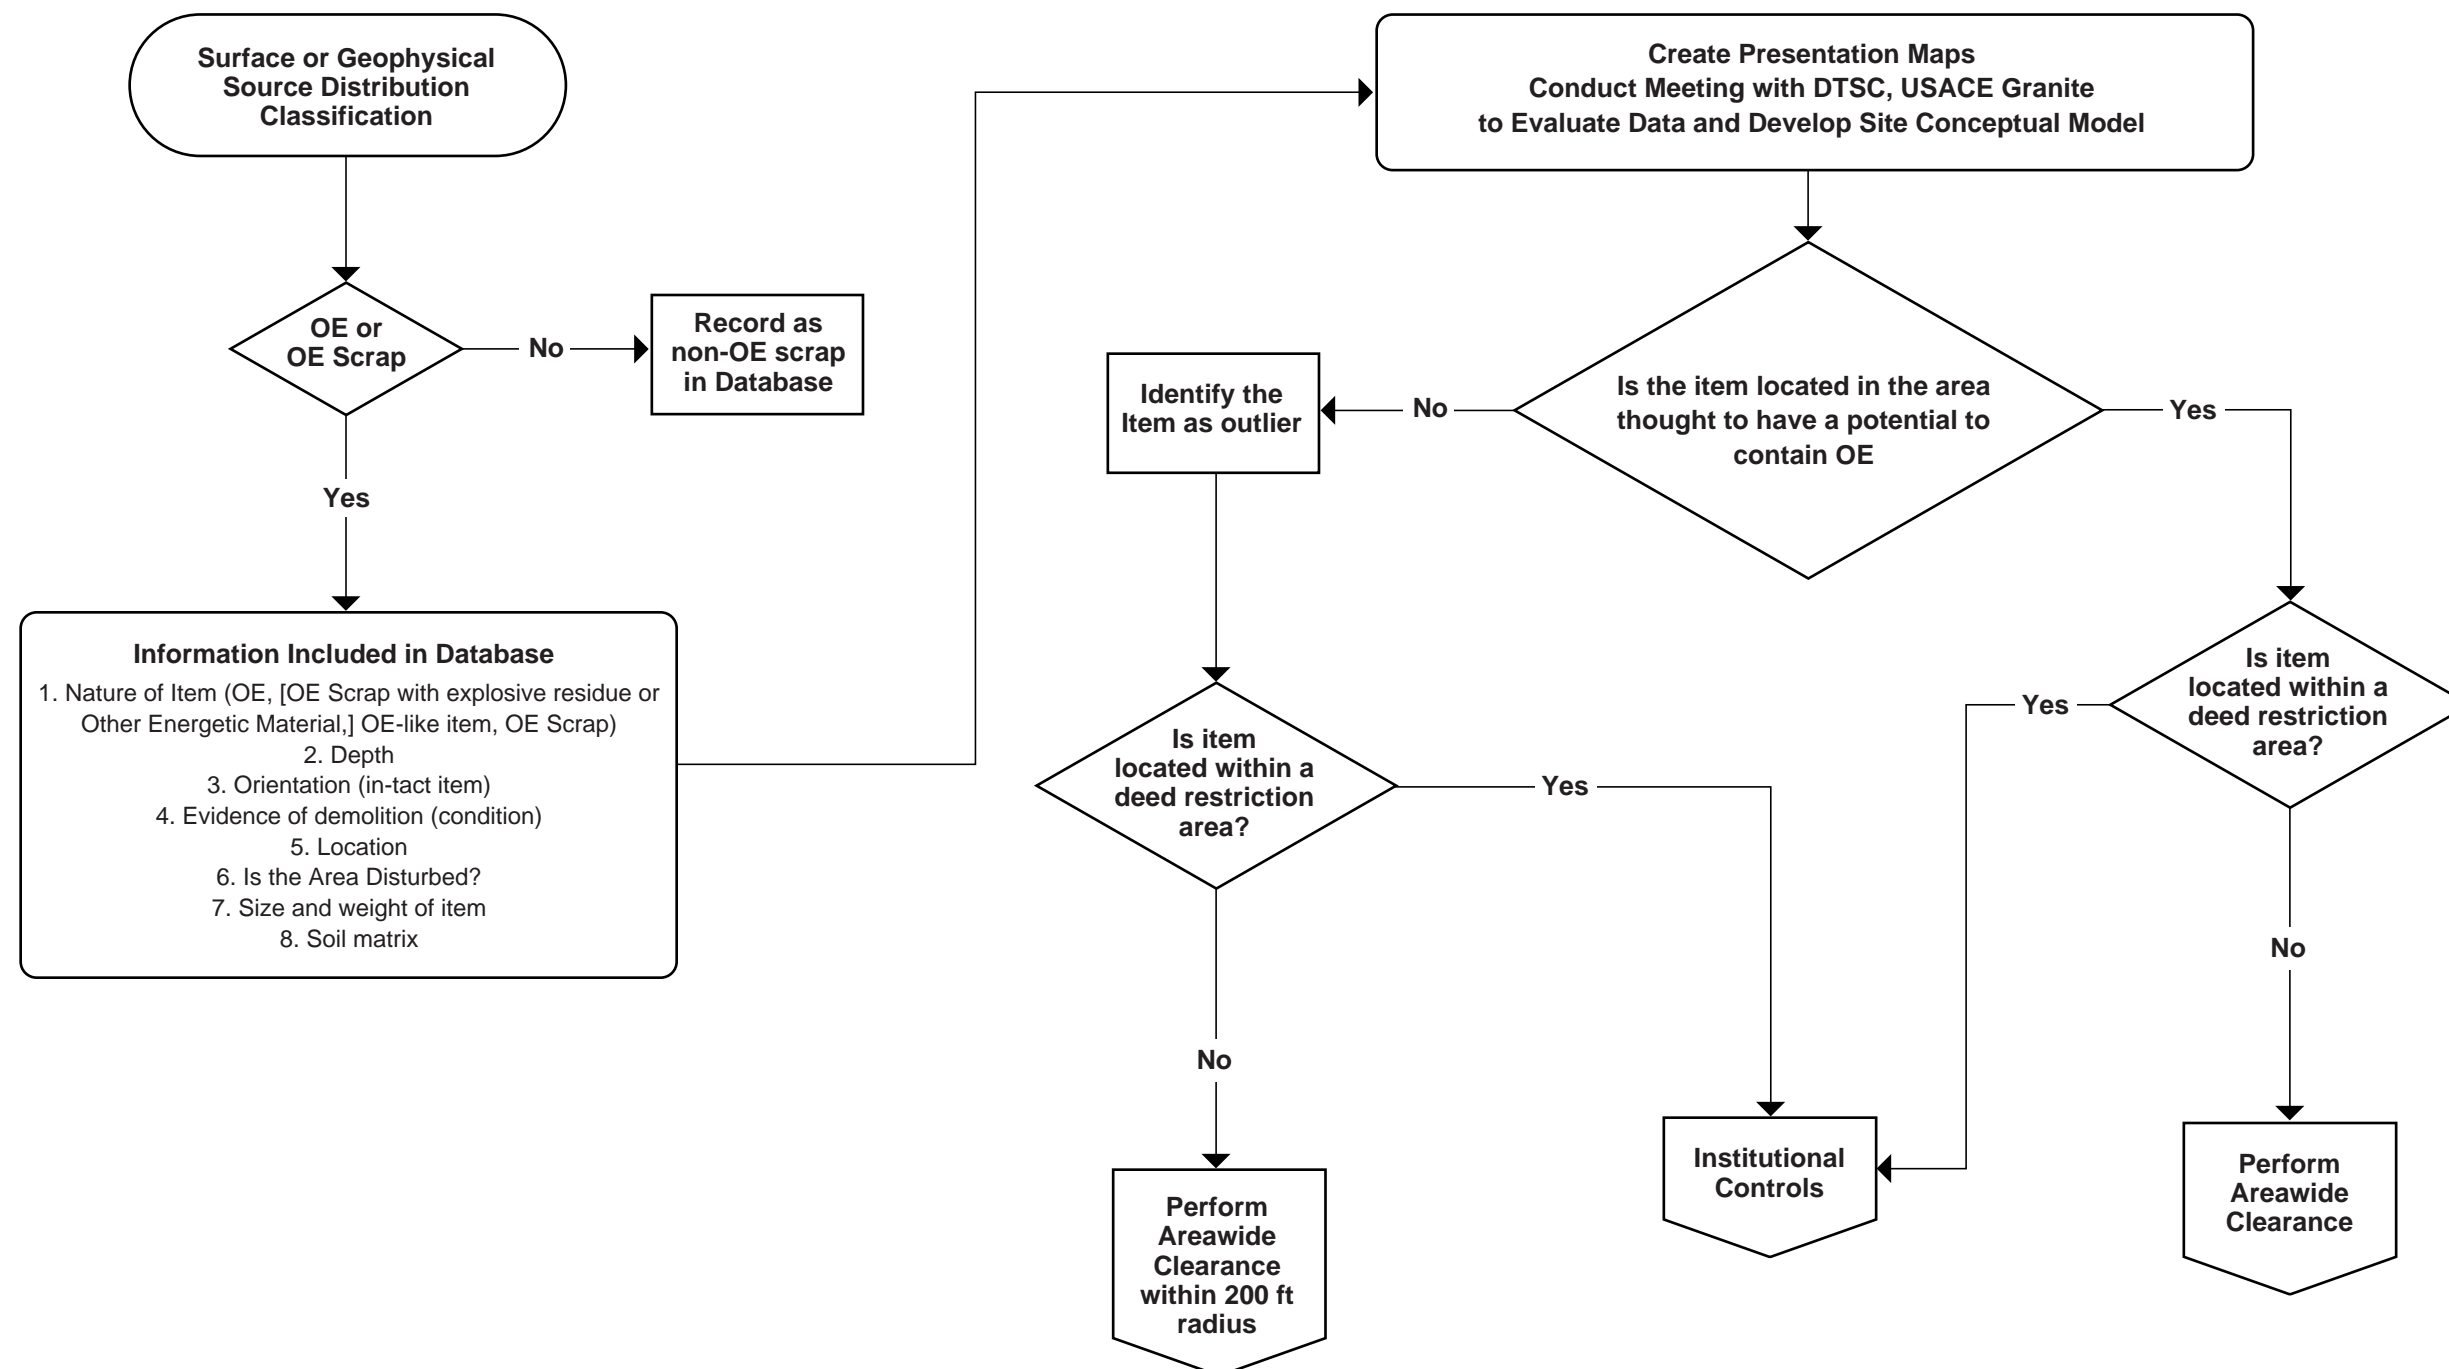 Surface or Geophysical
Source Distribution
Classification
OE or
OE Scrap
No
Record as
non-OE scrap
in Database
Yes
Information Included in Database
1. Nature of Item (OE, [OE Scrap with explosive residue or
Other Energetic Material,] OE-like item, OE Scrap)
2. Depth
3. Orientation (in-tact item)
4. Evidence of demolition (condition)
5. Location
6. Is the Area Disturbed?
7. Size and weight of item
8. Soil matrix
Create Presentation Maps
Conduct Meeting with DTSC, USACE Granite
to Evaluate Data and Develop Site Conceptual Model
Is the item located in the area
thought to have a potential to
contain OE
No
Identify the
Item as outlier
Yes
Is item
located within a
deed restriction
area?
Yes
No
Perform
Areawide
Clearance
within 200 ft
radius
Is item
located within a
deed restriction
area?
Yes
Institutional
Controls
No
Perform
Areawide
Clearance